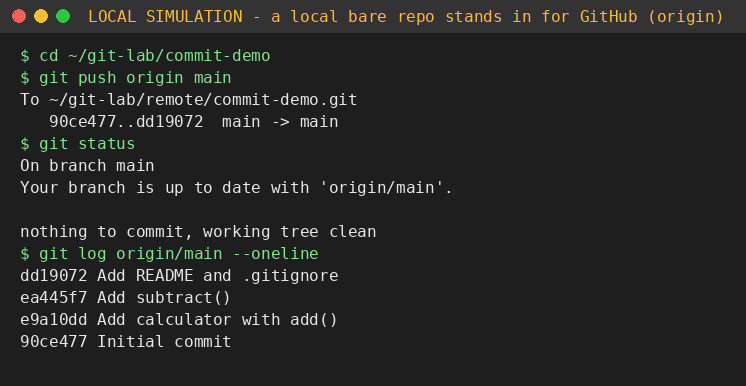 LOCAL SIMULATION - a local bare repo stands in for GitHub (origin)
$ cd ~/git-lab/commit-demo
$ git push origin main
To ~/git-lab/remote/commit-demo.git
   90ce477..dd19072  main -> main
$ git status
On branch main
Your branch is up to date with 'origin/main'.

nothing to commit, working tree clean
$ git log origin/main --oneline
dd19072 Add README and .gitignore
ea445f7 Add subtract()
e9a10dd Add calculator with add()
90ce477 Initial commit